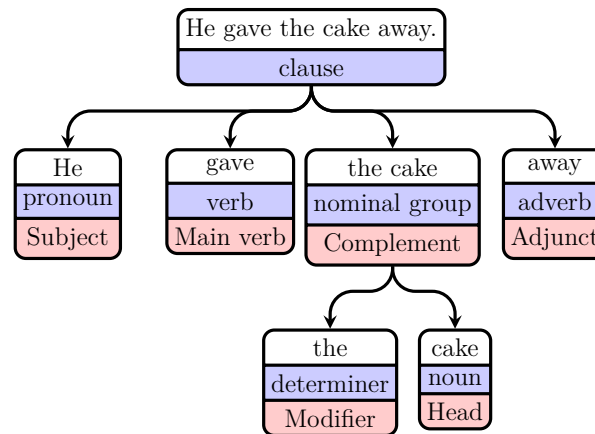 He gave the cake away.
clause
He
pronoun
Subject
gave
verb
Main verb
the cake
nominal group
Complement
away
adverb
Adjunct
the
determiner
Modifier
cake
noun
Head